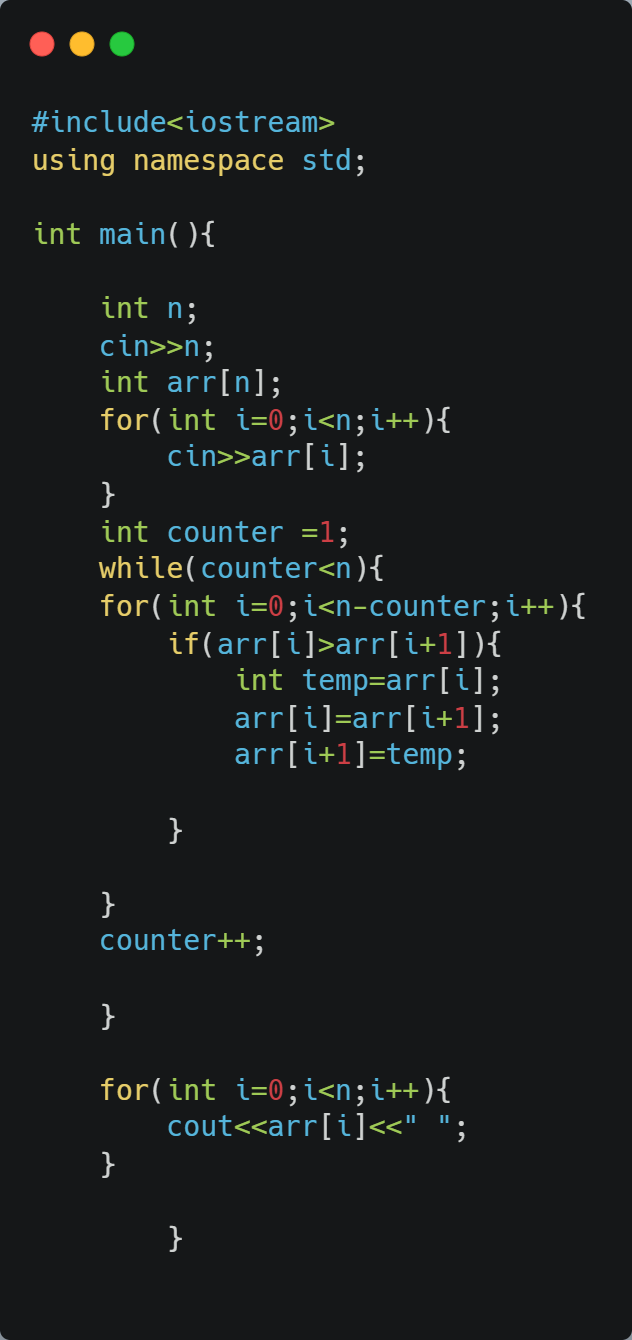 #include<iostream>
using namespace std;
int main(){
int n;
cin>>n;
int arr[n];
for(int i=0;i<n;i++){
cin>>arr[i];
}
int counter =1;
while(counter<n){
for(int i=0;i<n-counter;i++){
if(arr[i]>arr[i+1]){
int temp=arr[i];
arr[i]=arr[i+1];
arr[i+1]=temp;
}
}
counter++;
}
for(int i=0;i<n;i++){
cout<<arr[i]<<" ";
}
}